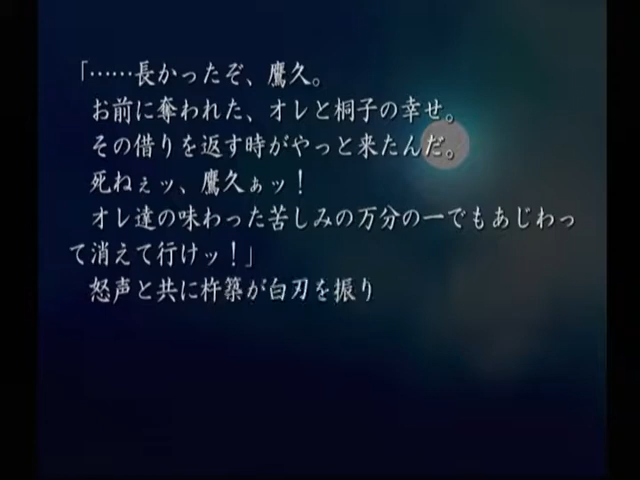 「……長かったぞ、鷹久。
お前に奪われた、オレと桐子の幸せ。
その借りを返す時がやっと来たんだ。
死ねぇッ、鷹久ぁッ！
オレ達の味わった苦しみの万分の一でもあじわっ
て消えて行けッ！」
怒声と共に杵築が白刃を振り